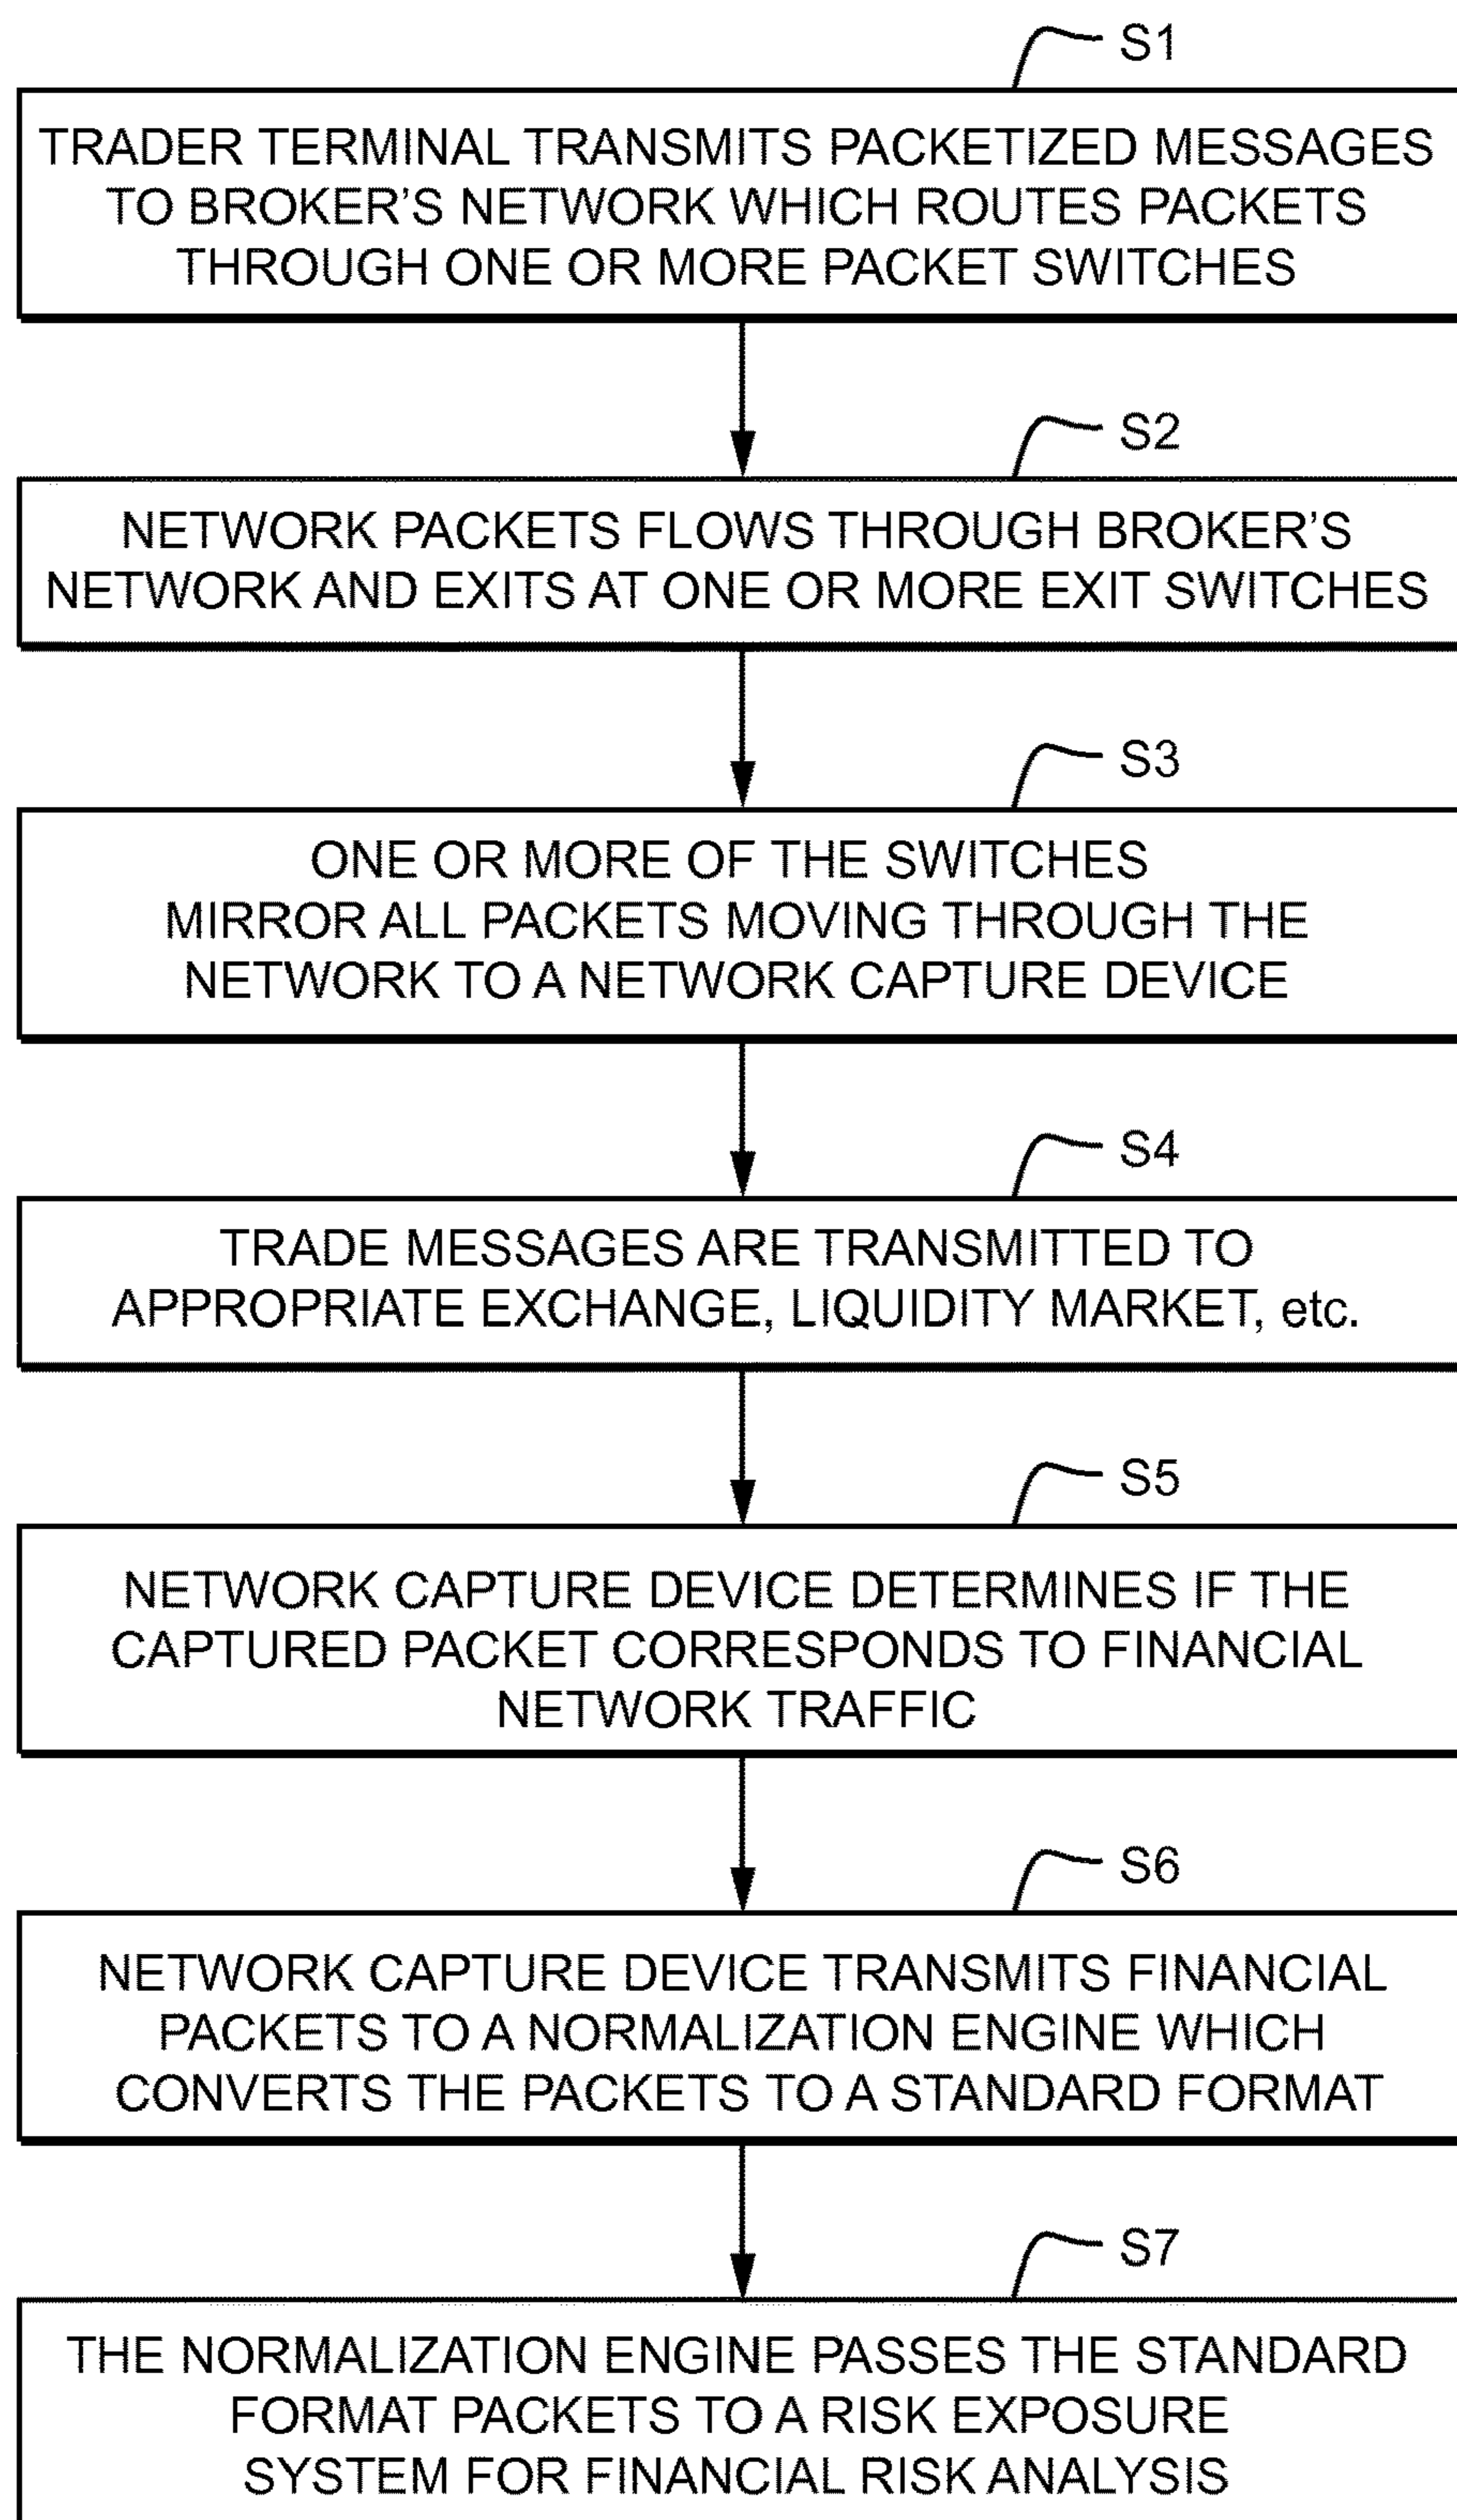 S1
TRADER TERMINAL TRANSMITS PACKETIZED MESSAGES
TO BROKER'S NETWORK WHICH ROUTES PACKETS
THROUGH ONE OR MORE PACKET SWITCHES
S2
NETWORK PACKETS FLOWS THROUGH BROKER'S
NETWORK AND EXITS AT ONE OR MORE EXIT SWITCHES
S3
ONE OR MORE OF THE SWITCHES
MIRROR ALL PACKETS MOVING THROUGH THE
NETWORK TO A NETWORK CAPTURE DEVICE
S4
TRADE MESSAGES ARE TRANSMITTED TO
APPROPRIATE EXCHANGE, LIQUIDITY MARKET, etc.
S5
NETWORK CAPTURE DEVICE DETERMINES IF THE
CAPTURED PACKET CORRESPONDS TO FINANCIAL
NETWORK TRAFFIC
S6
NETWORK CAPTURE DEVICE TRANSMITS FINANCIAL
PACKETS TO A NORMALIZATION ENGINE WHICH
CONVERTS THE PACKETS TO A STANDARD FORMAT
S7
THE NORMALIZATION ENGINE PASSES THE STANDARD
FORMAT PACKETS TO A RISK EXPOSURE
SYSTEM FOR FINANCIAL RISK ANALYSIS